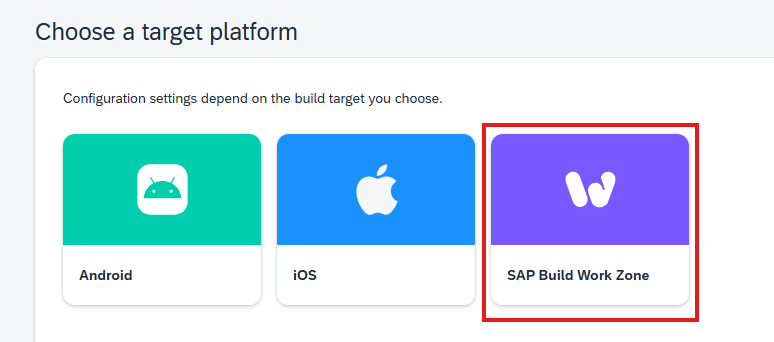 Choose a target platform
Configuration settings depend on the build target you choose.
Android
iOS
SAP Build Work Zone